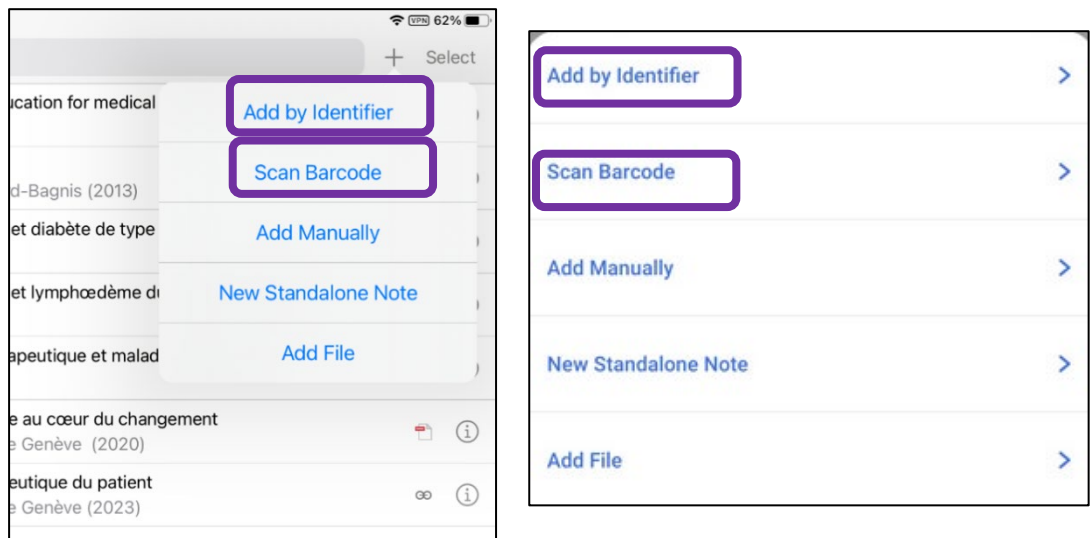 VPN 62%
Select
ucation for medical
Add by Identifier
Scan Barcode
d-Bagnis (2013)
et diabète de type
Add Manually
et lymphœdème du
New Standalone Note
apeutique et malad
Add File
e au cœur du changement
e Genève (2020)
eutique du patient
e Genève (2023)
Add by Identifier
Scan Barcode
Add Manually
New Standalone Note
Add File